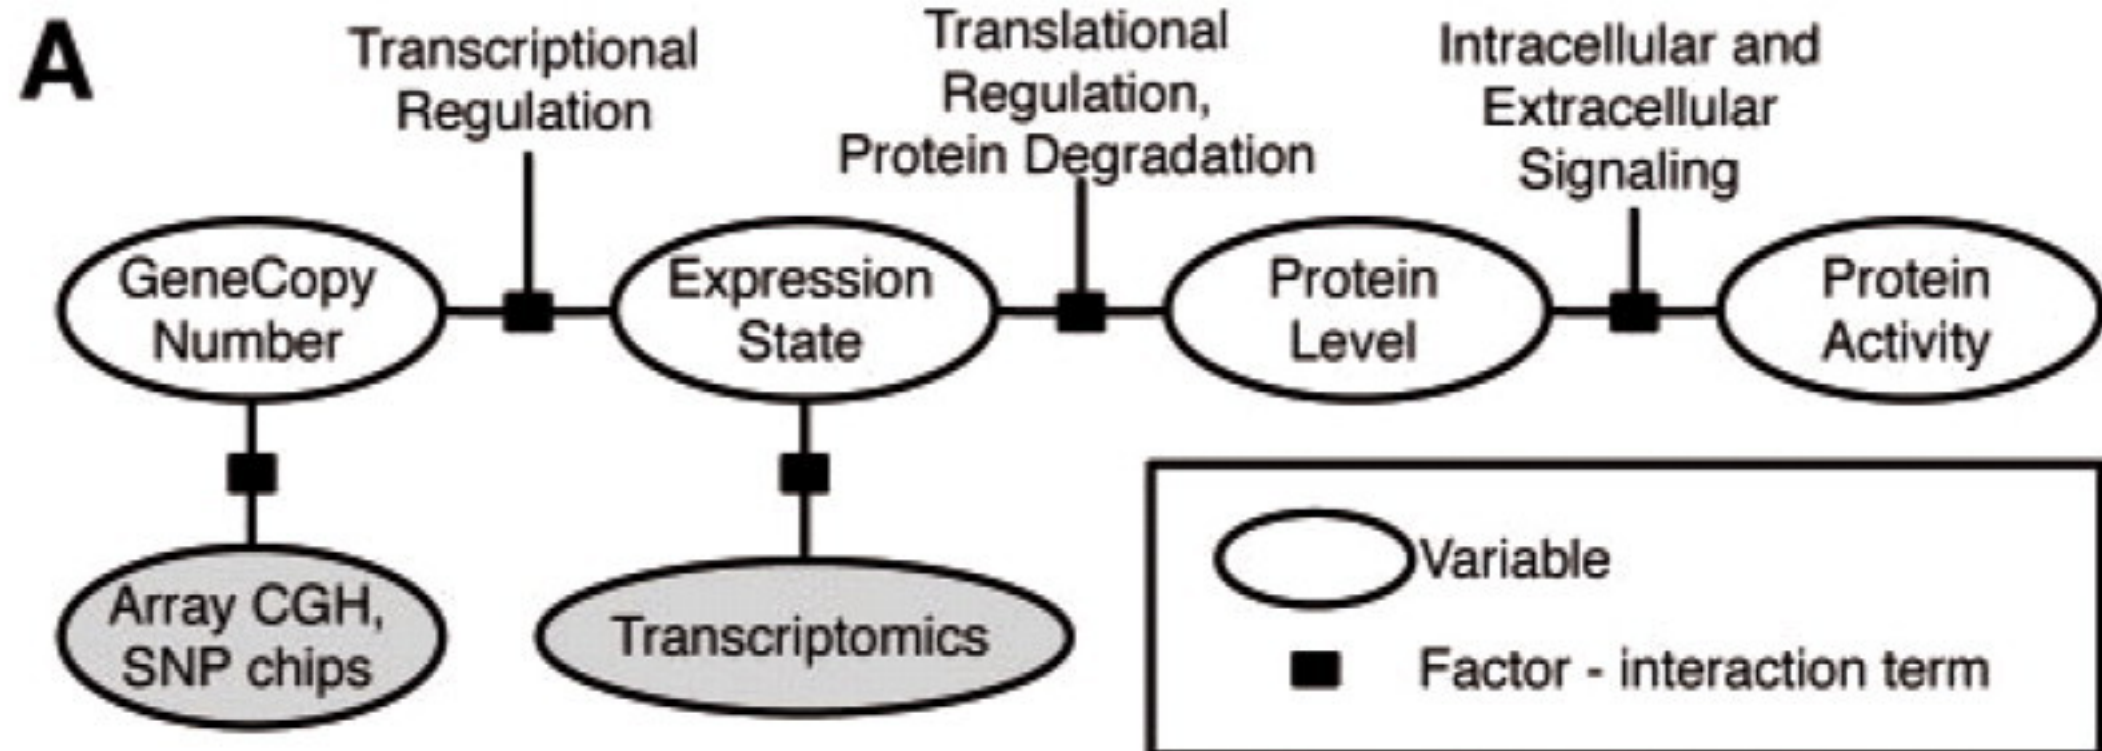 A
Transcriptional
Regulation
Translational
Regulation,
Protein Degradation
Intracellular and
Extracellular
Signaling
GeneCopy
Number
Expression
State
Protein
Level
Protein
Activity
Array CGH,
SNP chips
Transcriptomics
Variable
Factor - interaction term